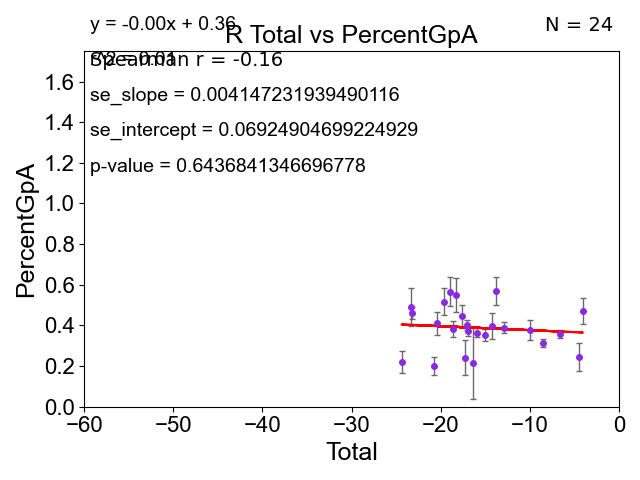 y = -0.00x + 0.36
N = 24
R Total vs PercentGpA
Spearman r = -0.16
se_slope = 0.004147231939490116
se_intercept = 0.06924904699224929
p-value = 0.6436841346696778
PercentGpA
1.6
1.4
1.2
1.0
0.8
0.6
0.4
0.2
0.0
−60
−50
−40
−30
−20
−10
0
Total